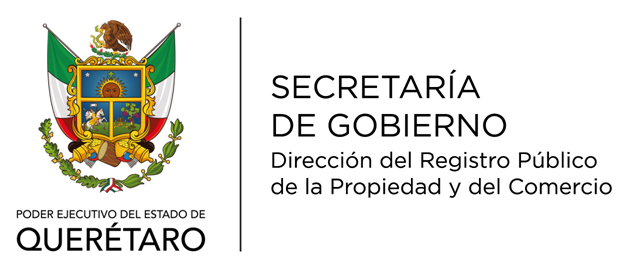 PODER EJECUTIVO DEL ESTADO DE
QUERÉTARO
SECRETARÍA
DE GOBIERNO
Dirección del Registro Público
de la Propiedad y del Comercio